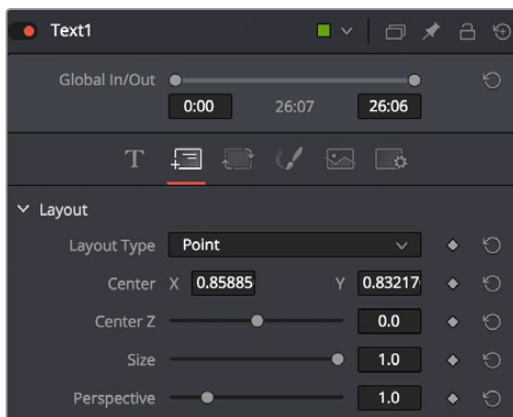 Text1
Global In/Out
0:00 26:07 26:06
T
Layout
Layout Type Point
Center X 0.85885 Y 0.83217
Center Z 0.0
Size 1.0
Perspective 1.0